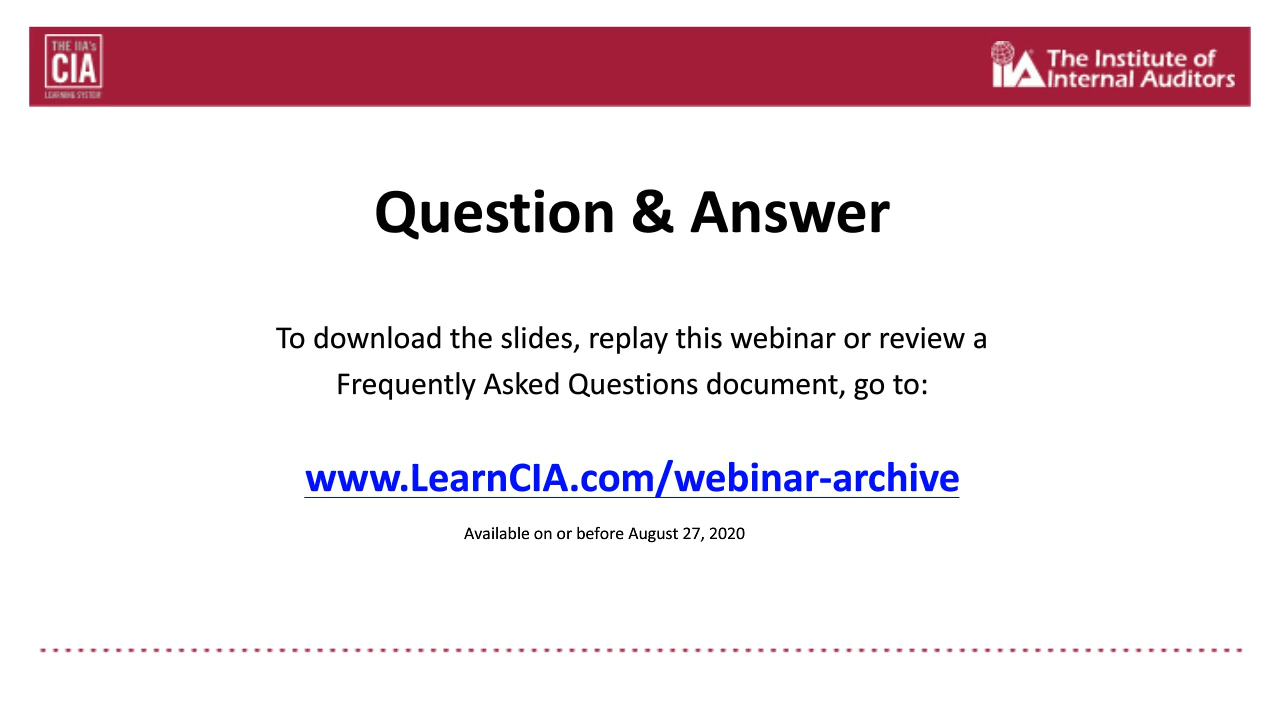 THE IIA's
CIA
LEARNING SYSTEM
IIA The Institute of
Internal Auditors
Question & Answer
To download the slides, replay this webinar or review a
Frequently Asked Questions document, go to:
www.LearnCIA.com/webinar-archive
Available on or before August 27, 2020